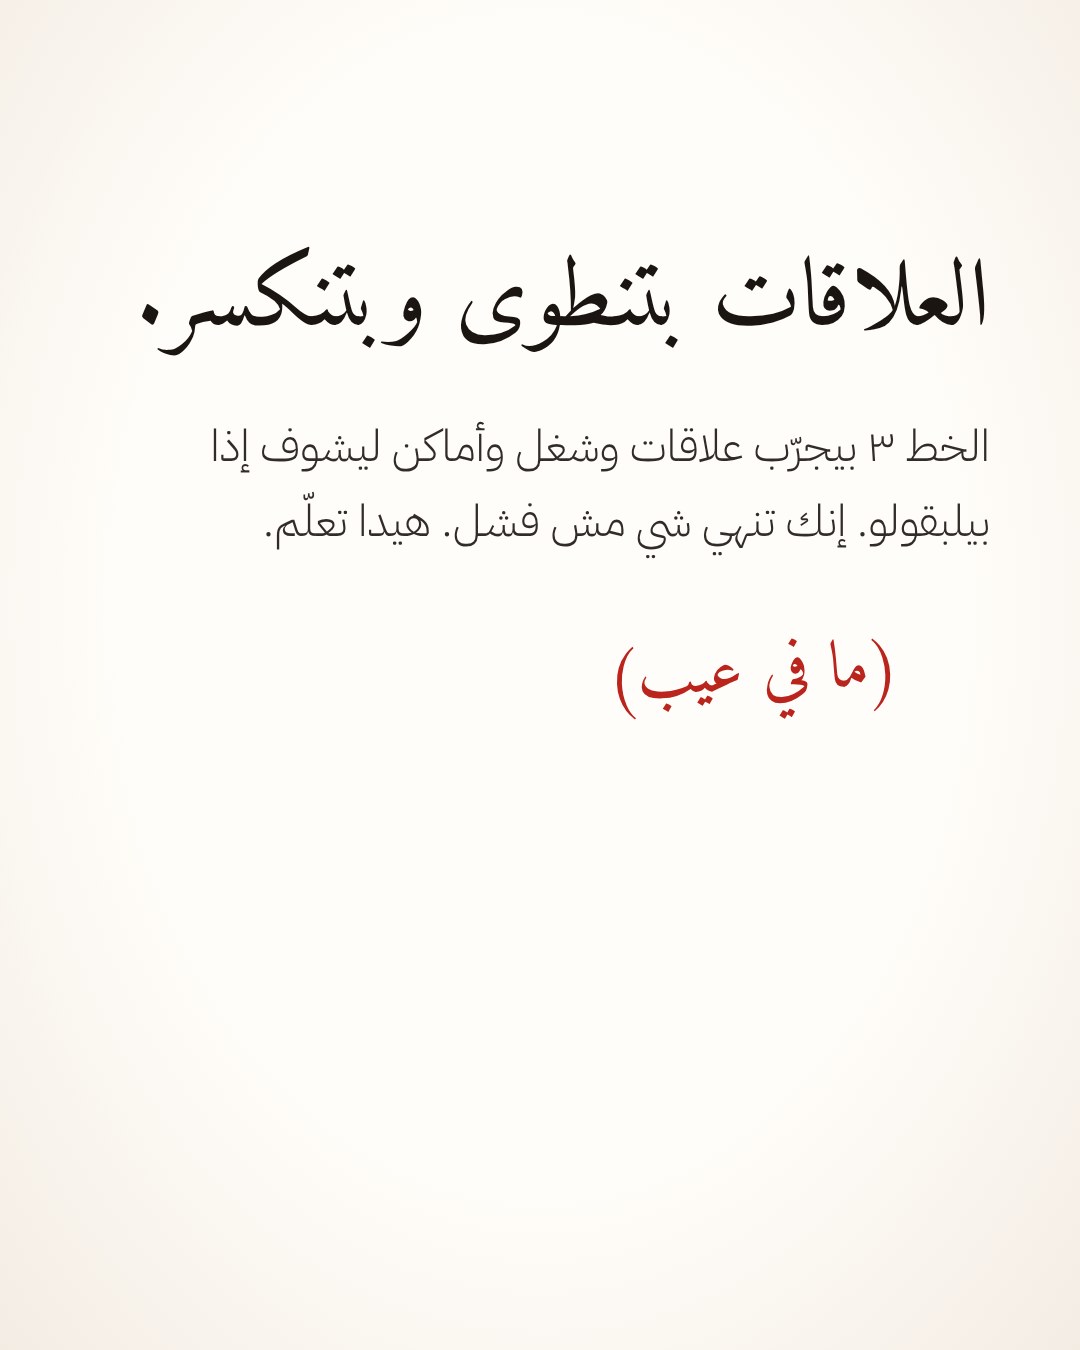 العلاقات بتنطوى وبتنكسر.
الخط ٣ بيجرّب علاقات وشغل وأماكن ليشوف إذا
بيلبقولو. إنك تنهي شي مش فشل. هيدا تعلّم.
(ما في عيب)